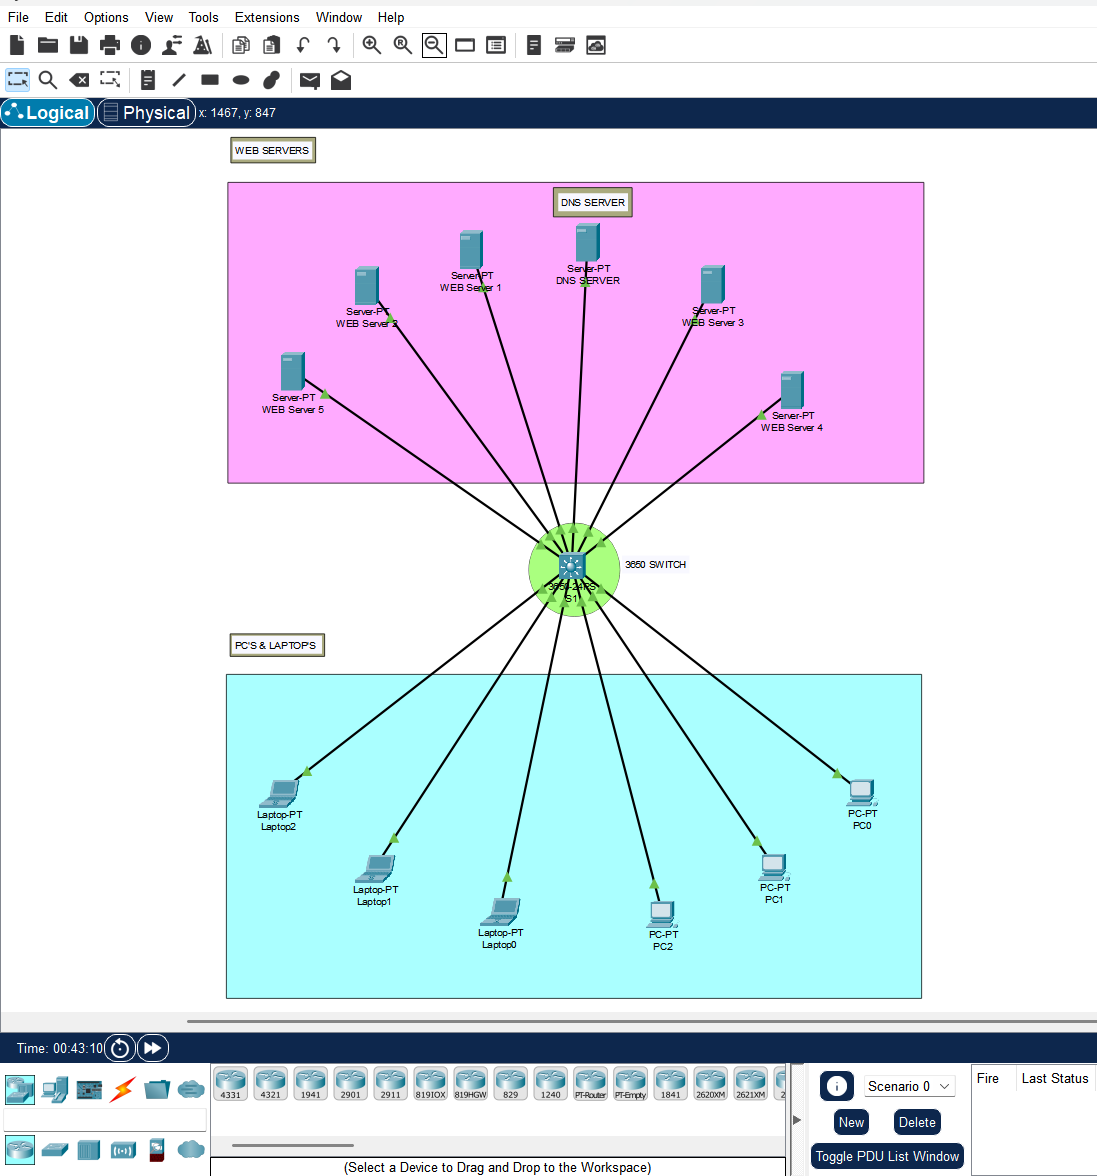 File Edit Options View Tools Extensions Window Help
Logical Physical x: 1467, y: 847
WEB SERVERS
DNS SERVER
Server-PT
WEB Server 1
Server-PT
DNS SERVER
Server-PT
WEB Server 2
Server-PT
WEB Server 3
Server-PT
WEB Server 5
Server-PT
WEB Server 4
3650 SWITCH
3650-24PS
S1
PC'S & LAPTOP'S
Laptop-PT
Laptop2
PC-PT
PC0
Laptop-PT
Laptop1
PC-PT
PC1
Laptop-PT
Laptop0
PC-PT
PC2
Time: 00:43:10
4331 4321 1941 2901 2911 819IOX 819HGW 829 1240 PT-Router PT-Empty 1841 2620XM 2621XM 2
Scenario 0
Fire Last Status
New Delete
Toggle PDU List Window
(Select a Device to Drag and Drop to the Workspace)